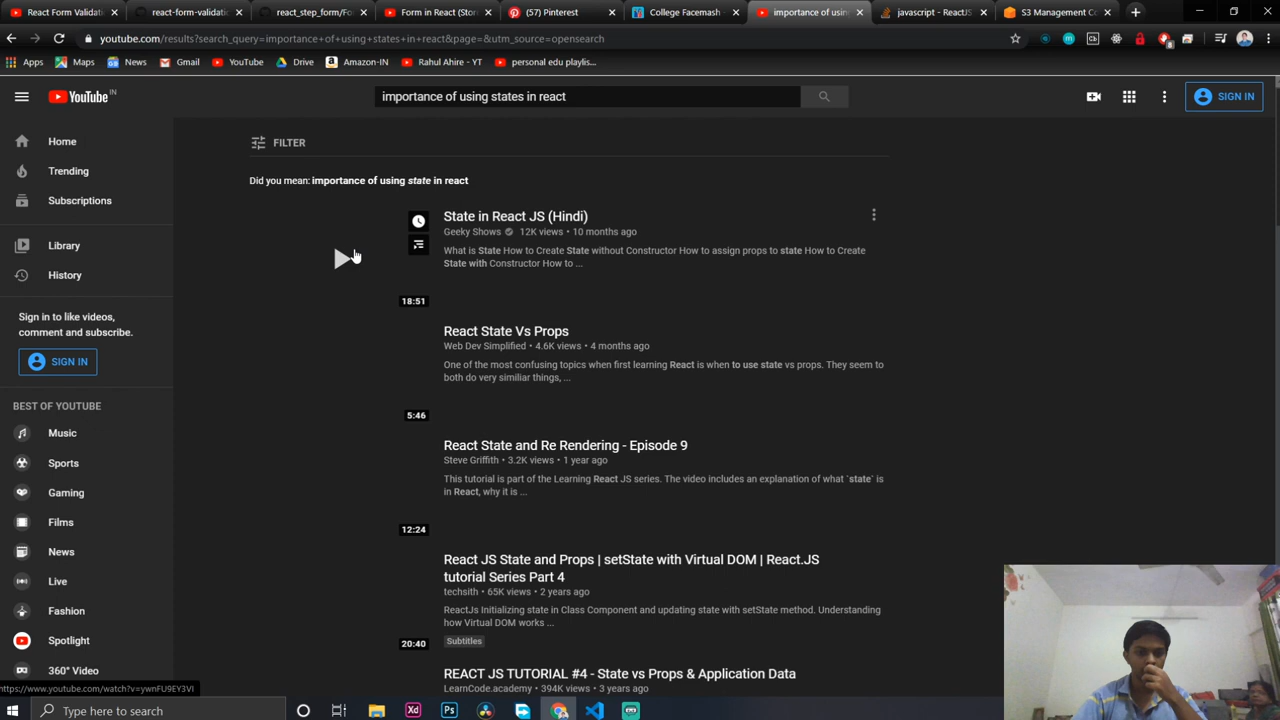 React Form Valida
react-form-validati
react_step_form/Fo
Form in React (Stor
(57) Pinterest
College Facemash
importance of usin
javascript - ReactJS
S3 Management Co
youtube.com/results?search_query=importance+of+using+states+in+react&page=&utm_source=opensearch
Apps
Maps
News
Gmail
YouTube
Drive
Amazon-IN
Rahul Ahire - YT
personal edu playlis...
YouTube IN
importance of using states in react
SIGN IN
Home
Trending
Subscriptions
Library
History
Sign in to like videos,
comment and subscribe.
SIGN IN
BEST OF YOUTUBE
Music
Sports
Gaming
Films
News
Live
Fashion
Spotlight
360° Video
FILTER
Did you mean: importance of using state in react
State in React JS (Hindi)
Geeky Shows 12K views • 10 months ago
What is State How to Create State without Constructor How to assign props to state How to Create
State with Constructor How to ...
18:51
React State Vs Props
Web Dev Simplified • 4.6K views • 4 months ago
One of the most confusing topics when first learning React is when to use state vs props. They seem to
both do very similiar things, ...
5:46
React State and Re Rendering - Episode 9
Steve Griffith • 3.2K views • 1 year ago
This tutorial is part of the Learning React JS series. The video includes an explanation of what `state` is
in React, why it is ...
12:24
React JS State and Props | setState with Virtual DOM | React.JS
tutorial Series Part 4
techsith • 65K views • 2 years ago
ReactJs Initializing state in Class Component and updating state with setState method. Understanding
how Virtual DOM works ...
Subtitles
20:40
REACT JS TUTORIAL #4 - State vs Props & Application Data
LearnCode.academy • 394K views • 3 years ago
https://www.youtube.com/watch?v=ywnFU9EY3VI
Type here to search
Xd
Ps